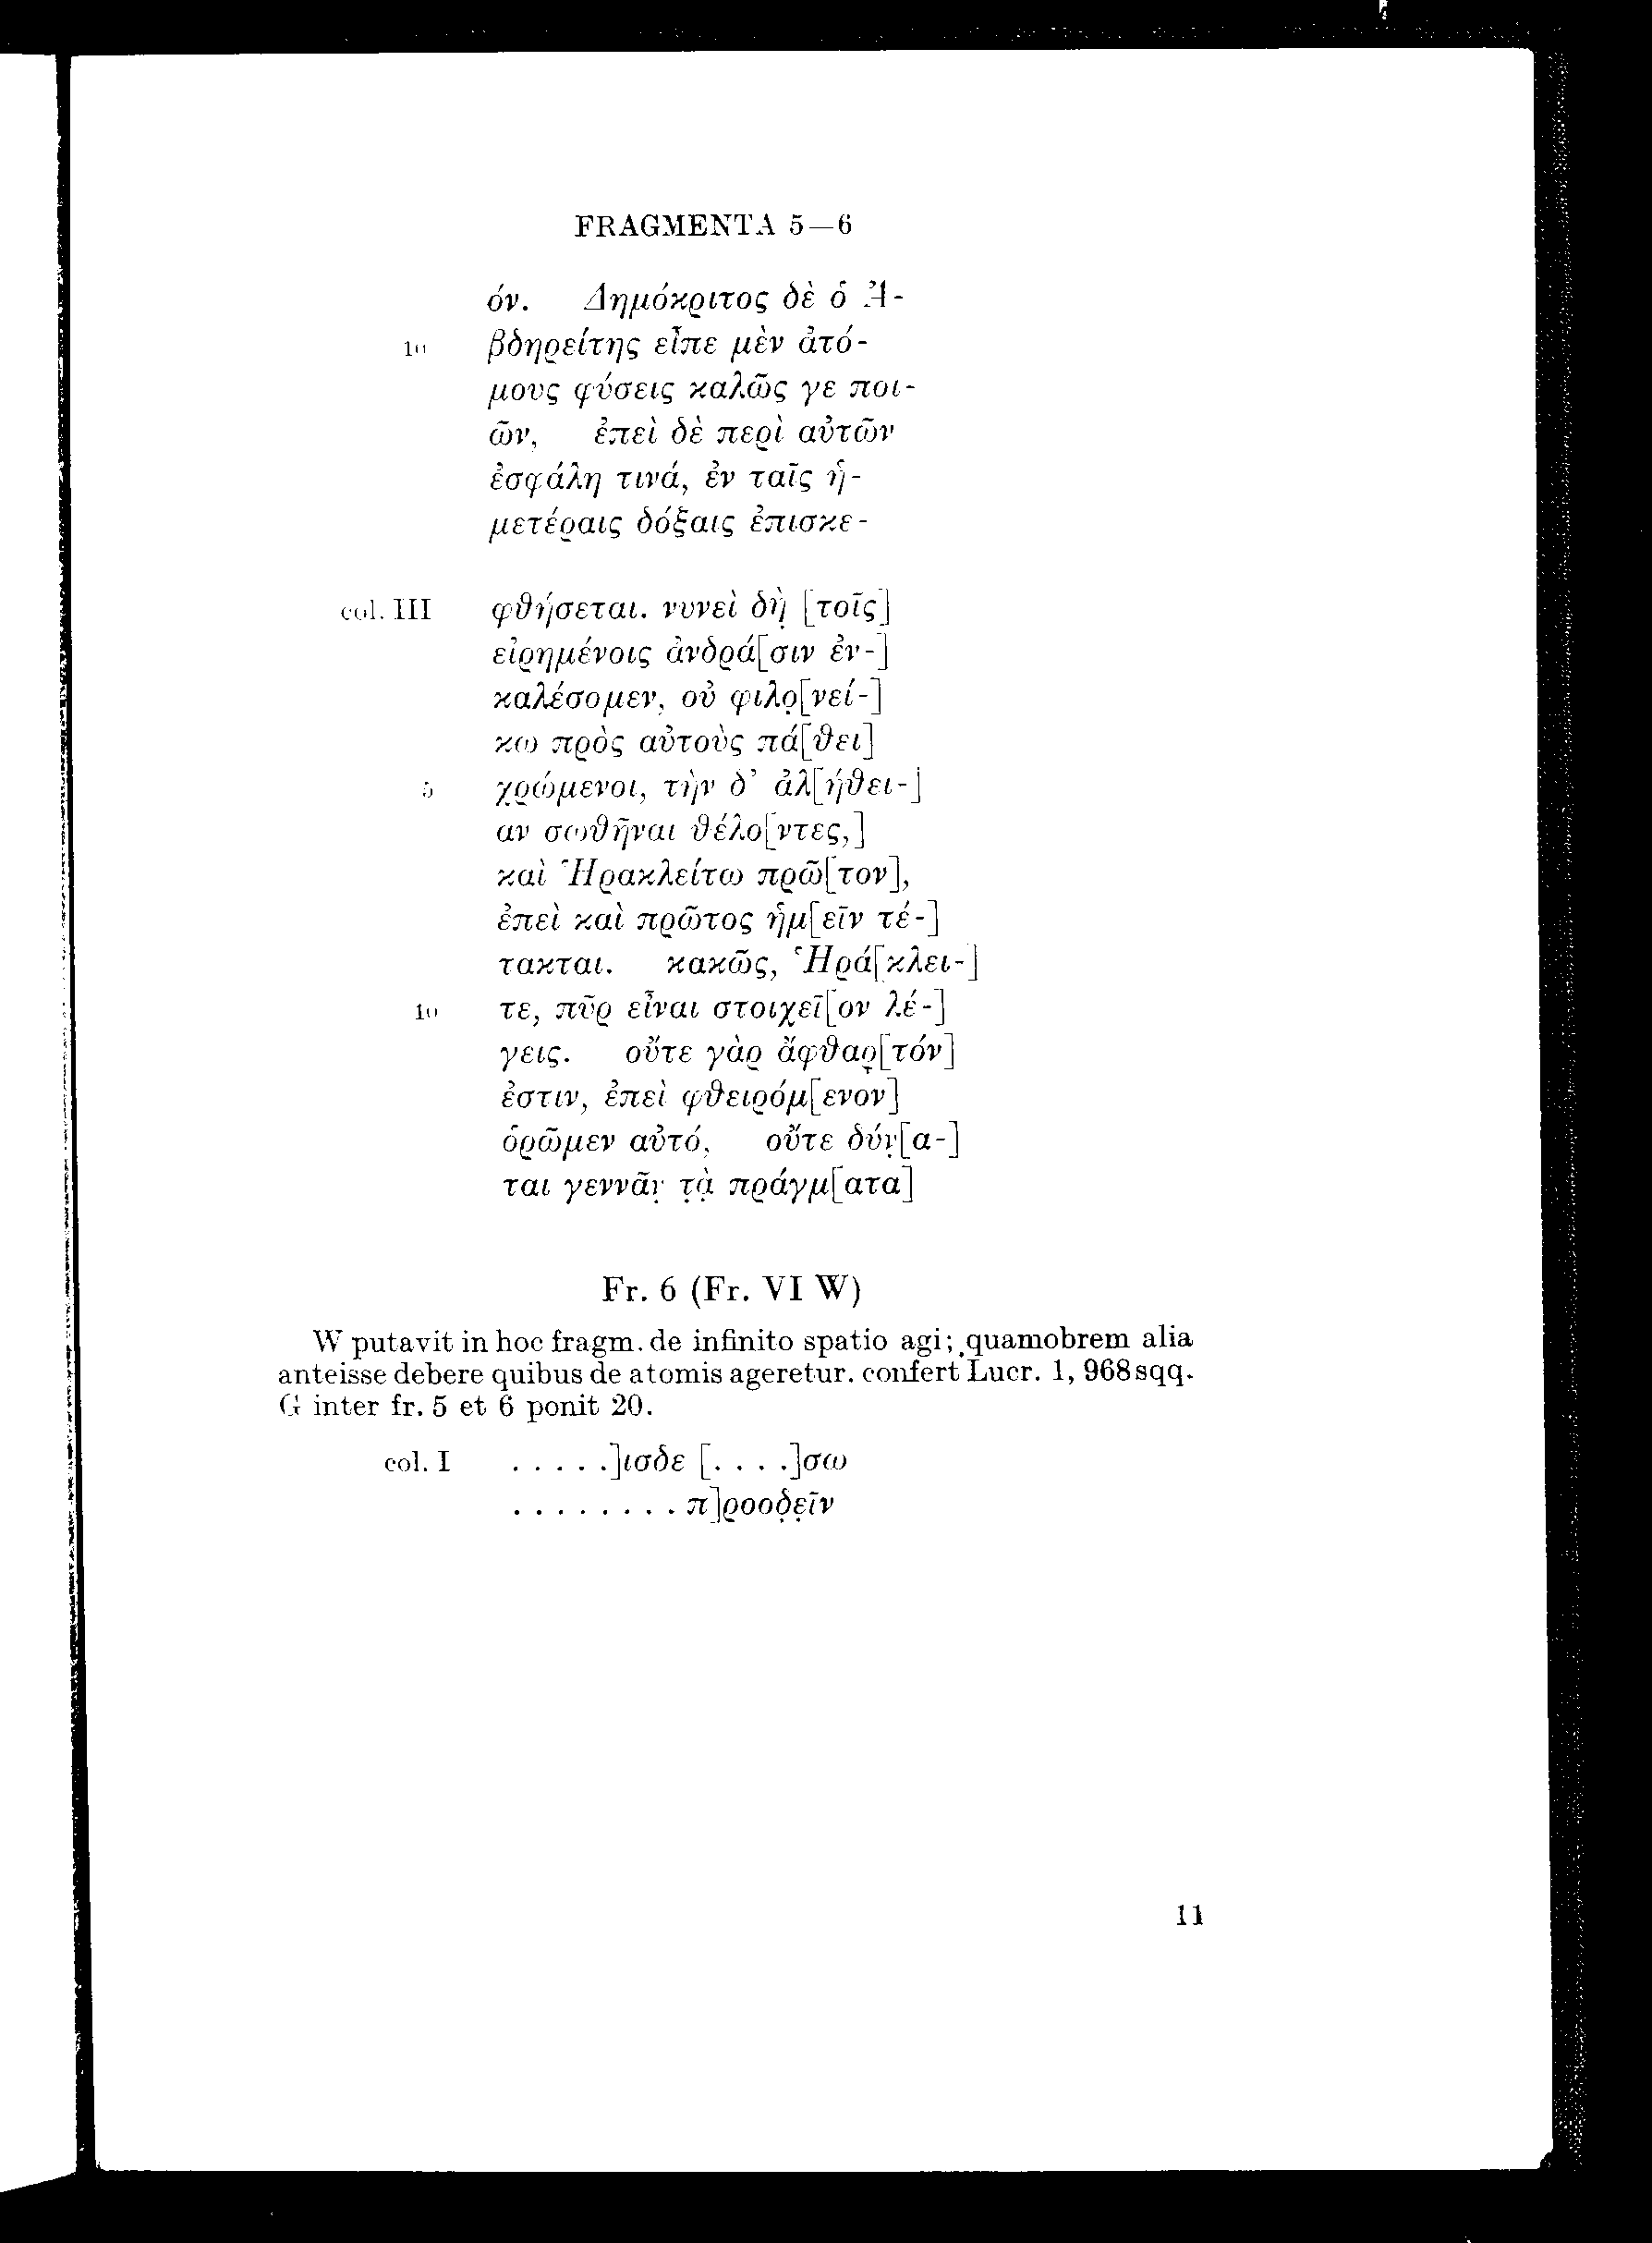 FRAGMENTA 5—6
όν. Δημόκριτος δὲ ὁ Ἀ-
10 βδηρείτης εἶπε μὲν ἀτό-
μους φύσεις καλῶς γε ποι-
ῶν, ἐπεὶ δὲ περὶ αὐτῶν
ἐσφάλη τινά, ἐν ταῖς ἡ-
μετέραις δόξαις ἐπισκε-
col. III φθήσεται. νυνεὶ δὴ̣ [τοῖς]
εἰρημένοις ἀνδρά[σιν ἐν-]
καλέσομεν, οὐ φιλο̣[νεί-]
κω πρὸς αὐτοὺς πά[θει]
5 χρώμενοι, τὴν δ’ ἀλ[ήθει-]
αν σωθῆναι θέλο[ντες,]
καὶ Ἡρακλείτω πρῶ[τον],
ἐπεὶ καὶ πρῶτος ἡμ[εῖν τέ-]
τακται. κακῶς, Ἡρά[κλει-]
10 τε, πῦρ εἶναι στοιχεῖ[ον λέ-]
γεις. οὔτε γὰρ ἄφθαρ̣[τόν]
ἐστιν, ἐπεὶ φθειρόμ[ενον]
ὁρῶμεν αὐτό, οὔτε δύν̣[α-]
ται γεννᾶν̣ τ̣ὰ̣ πράγμ[ατα]
Fr. 6 (Fr. VI W)
W putavit in hoc fragm. de infinito spatio agi; quamobrem alia
anteisse debere quibus de atomis ageretur. confert Lucr. 1, 968 sqq.
G inter fr. 5 et 6 ponit 20.
col. I . . . . .]ισδε [. . . .]σω
. . . . . . . . π]ροοδ̣ε̣ῖν
11